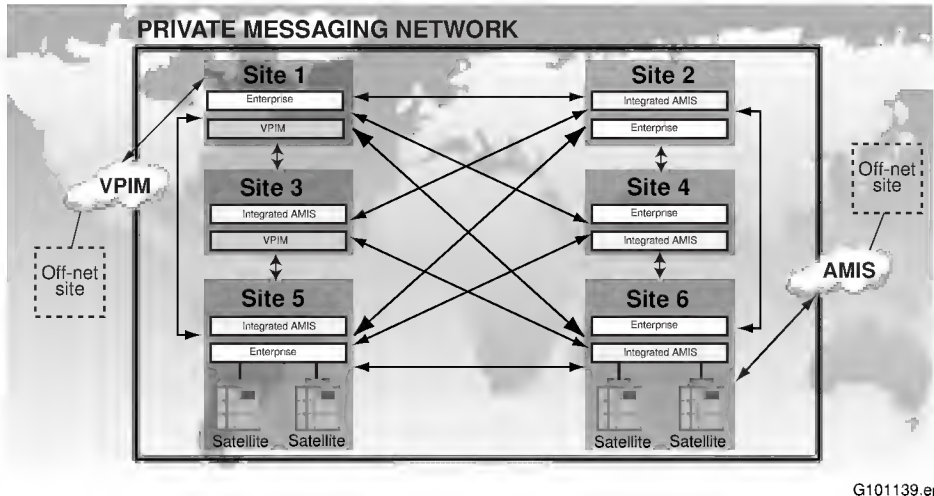 PRIVATE MESSAGING NETWORK
Site 1
Enterprise
VPIM
Site 2
Integrated AMIS
Enterprise
VPIM
Off-net
site
Site 3
Integrated AMIS
VPIM
Site 4
Enterprise
Integrated AMIS
Off-net
site
AMIS
Site 5
Integrated AMIS
Enterprise
Satellite
Satellite
Site 6
Enterprise
Integrated AMIS
Satellite
Satellite